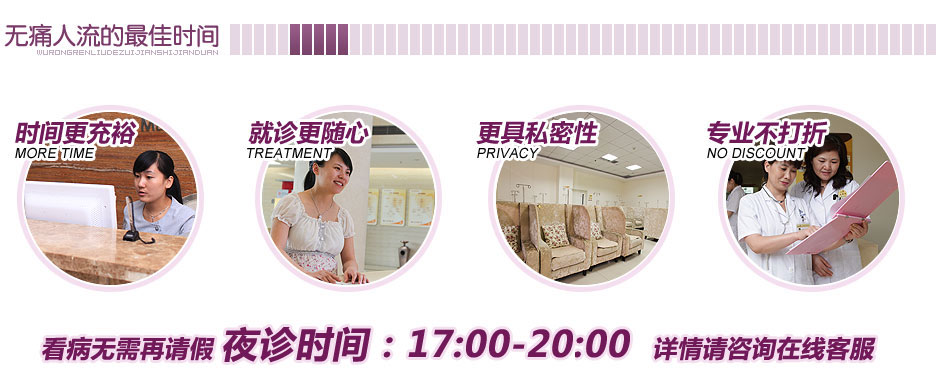 无痛人流的最佳时间
WURONGRENLIUDEZUIJIANSHIJIANDUAN
时间更充裕
MORE TIME
就诊更随心
TREATMENT
更具私密性
PRIVACY
专业不打折
NO DISCOUNT
看病无需再请假 夜诊时间：17:00-20:00 详情请咨询在线客服